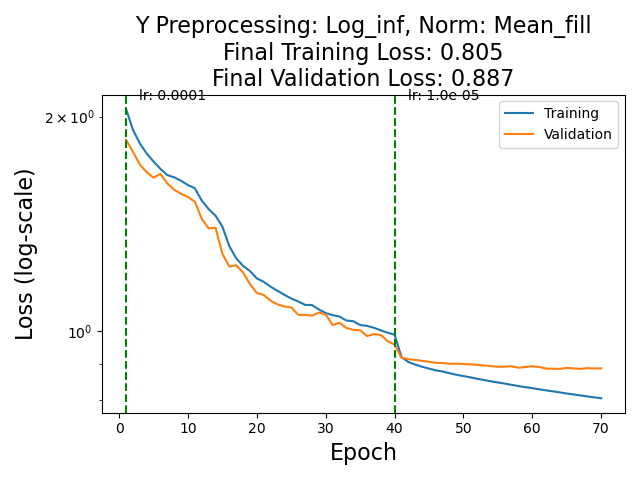 Y Preprocessing: Log_inf, Norm: Mean_fill
Final Training Loss: 0.805
Final Validation Loss: 0.887
lr: 0.0001
lr: 1.0e-05
Training
Validation
2 × 10⁰
10⁰
Loss (log-scale)
0 10 20 30 40 50 60 70
Epoch